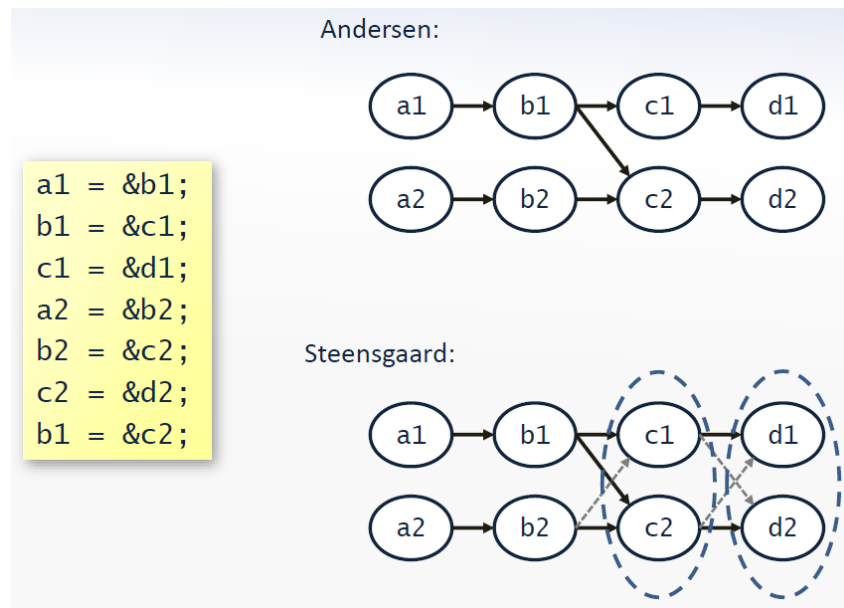 Andersen:
a1 b1 c1 d1
a2 b2 c2 d2
a1 = &b1;
b1 = &c1;
c1 = &d1;
a2 = &b2;
b2 = &c2;
c2 = &d2;
b1 = &c2;
Steensgaard:
a1 b1 c1 d1
a2 b2 c2 d2